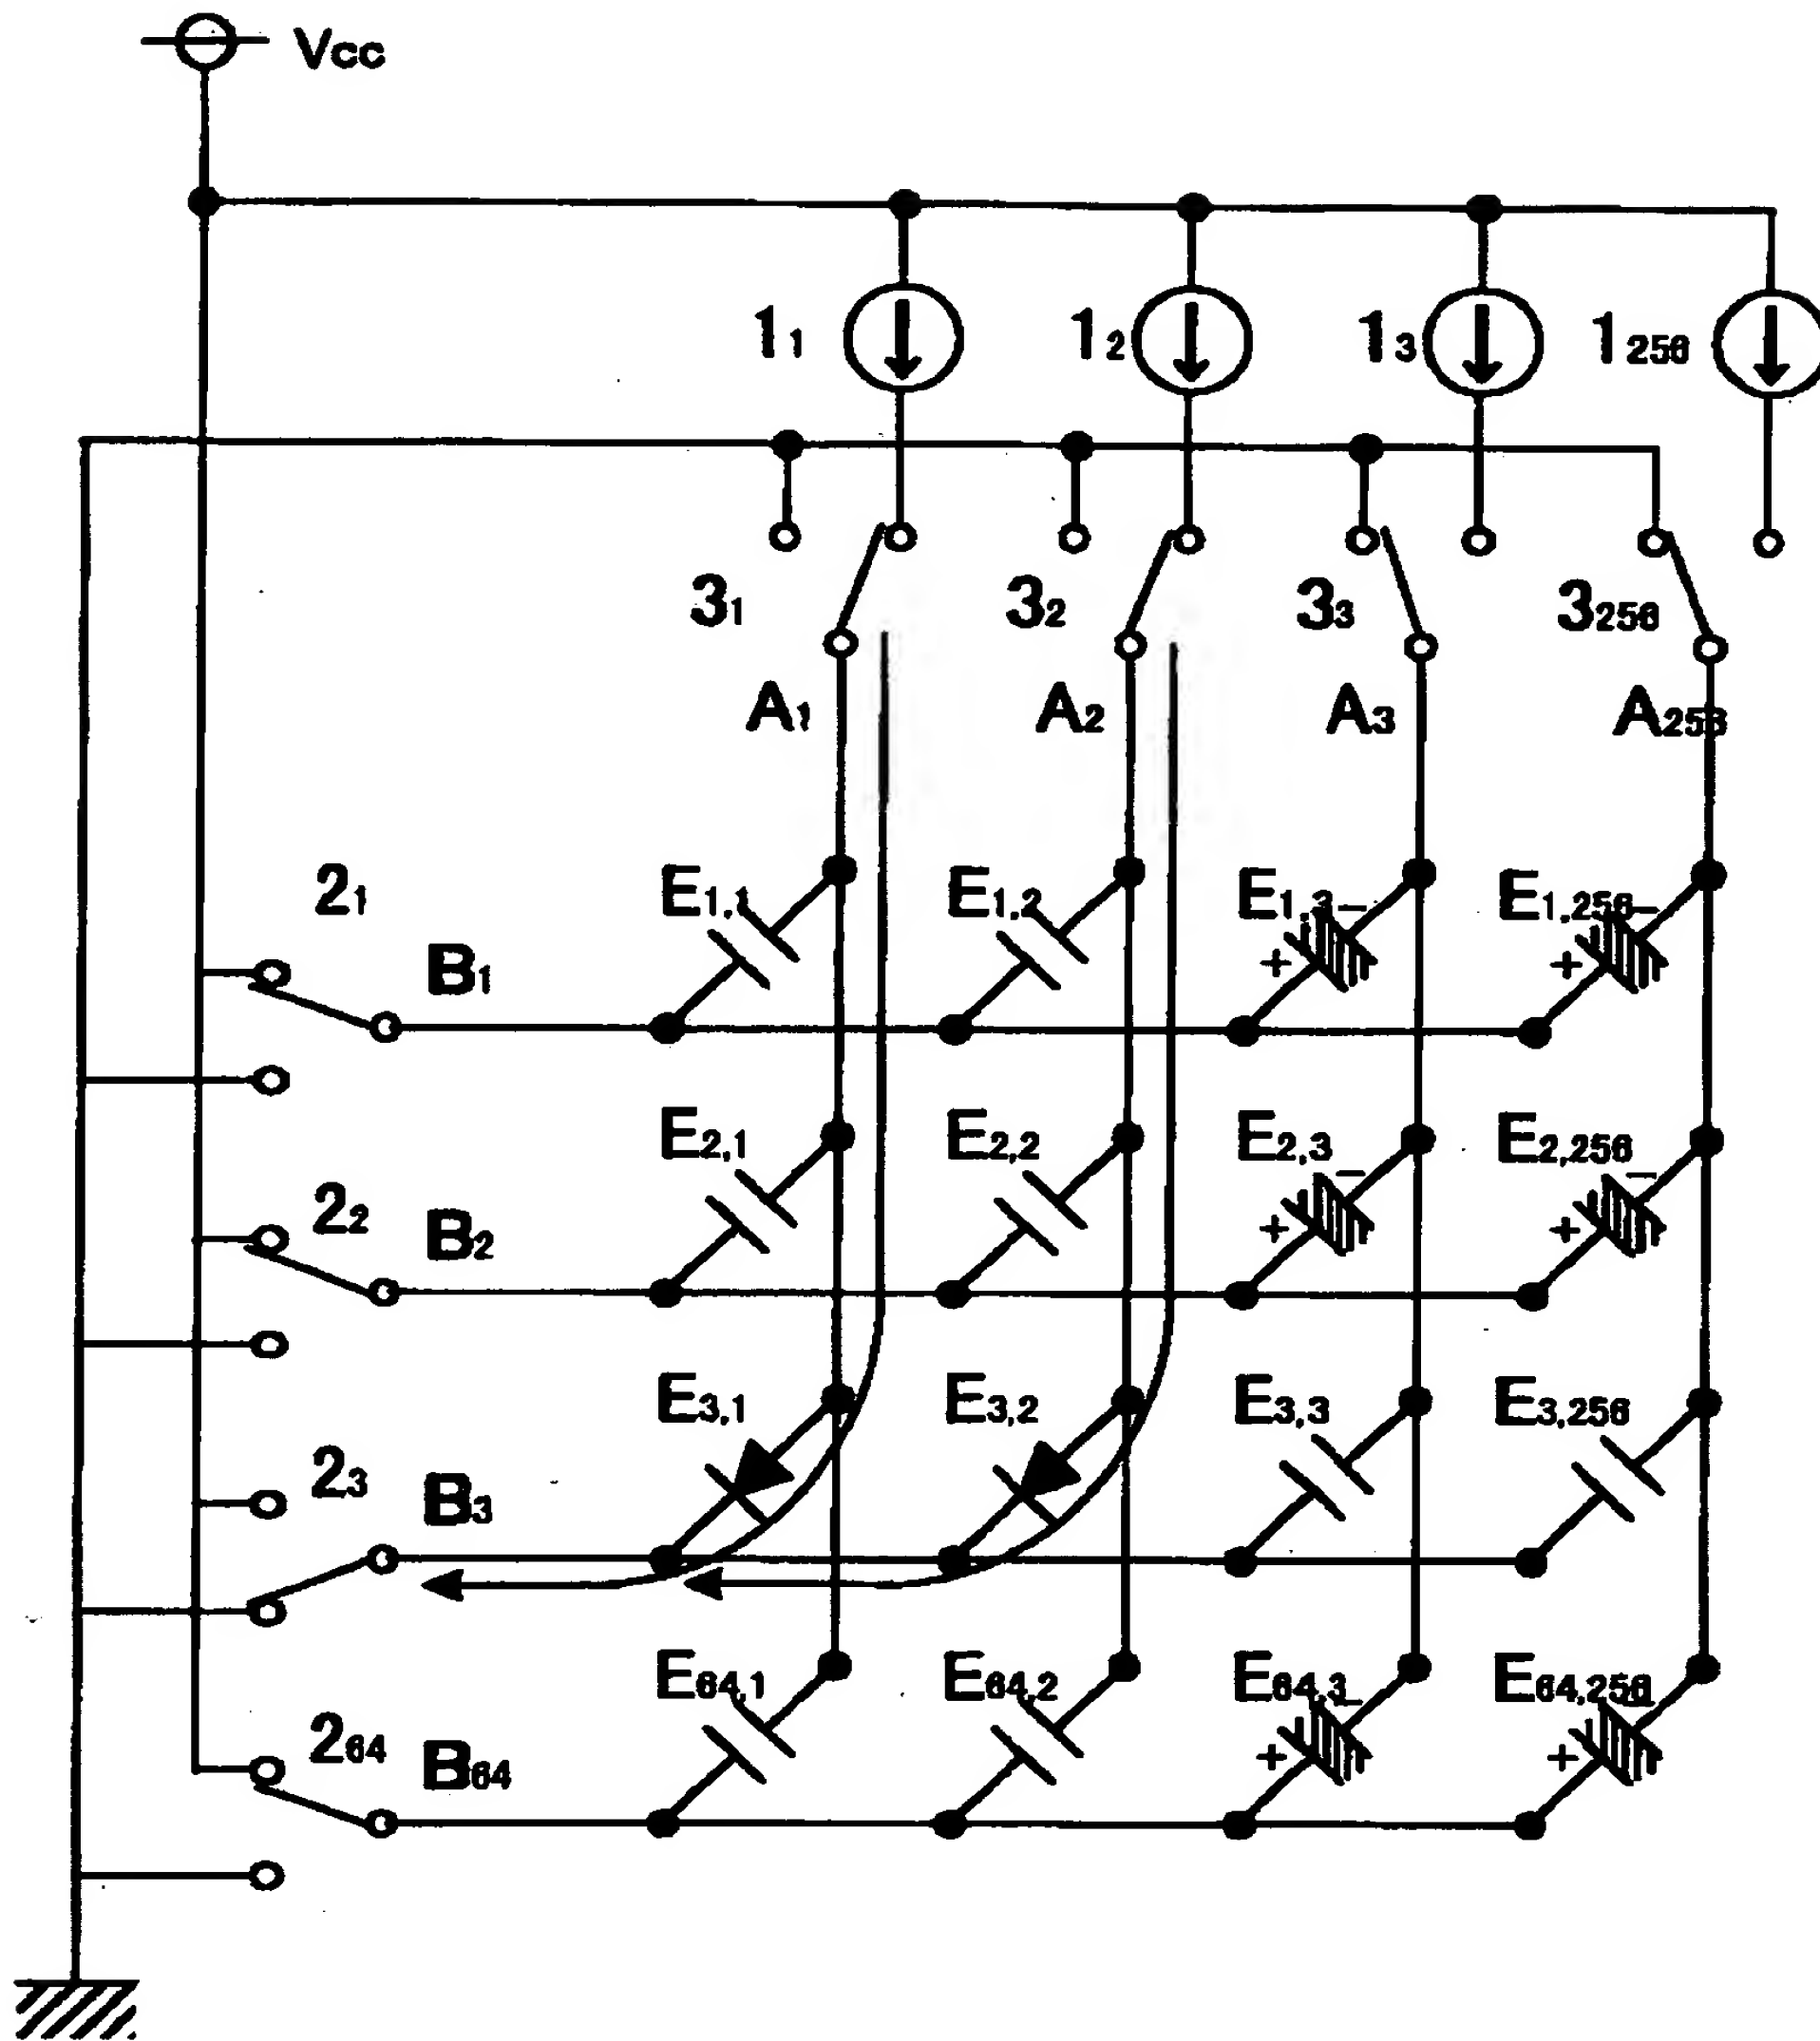 Vcc
1₁ 1₂ 1₃ 1₂₅₆
3₁ 3₂ 3₃ 3₂₅₆
A₁ A₂ A₃ A₂₅₆
2₁ E₁,₁ E₁,₂ E₁,₃ − E₁,₂₅₆ −
B₁ + +
2₂ E₂,₁ E₂,₂ E₂,₃ − E₂,₂₅₆ −
B₂ + +
2₃ E₃,₁ E₃,₂ E₃,₃ E₃,₂₅₆
B₃
2₆₄ E₆₄,₁ E₆₄,₂ E₆₄,₃ − E₆₄,₂₅₆ −
B₆₄ + +